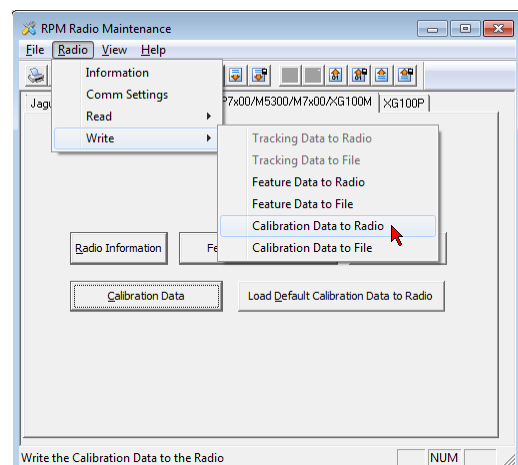 RPM Radio Maintenance
File Radio View Help
Information
Comm Settings
Read
Write
P7x00/M5300/M7x00/XG100M
XG100P
Tracking Data to Radio
Tracking Data to File
Feature Data to Radio
Feature Data to File
Calibration Data to Radio
Calibration Data to File
Radio Information
Calibration Data
Load Default Calibration Data to Radio
Write the Calibration Data to the Radio
NUM